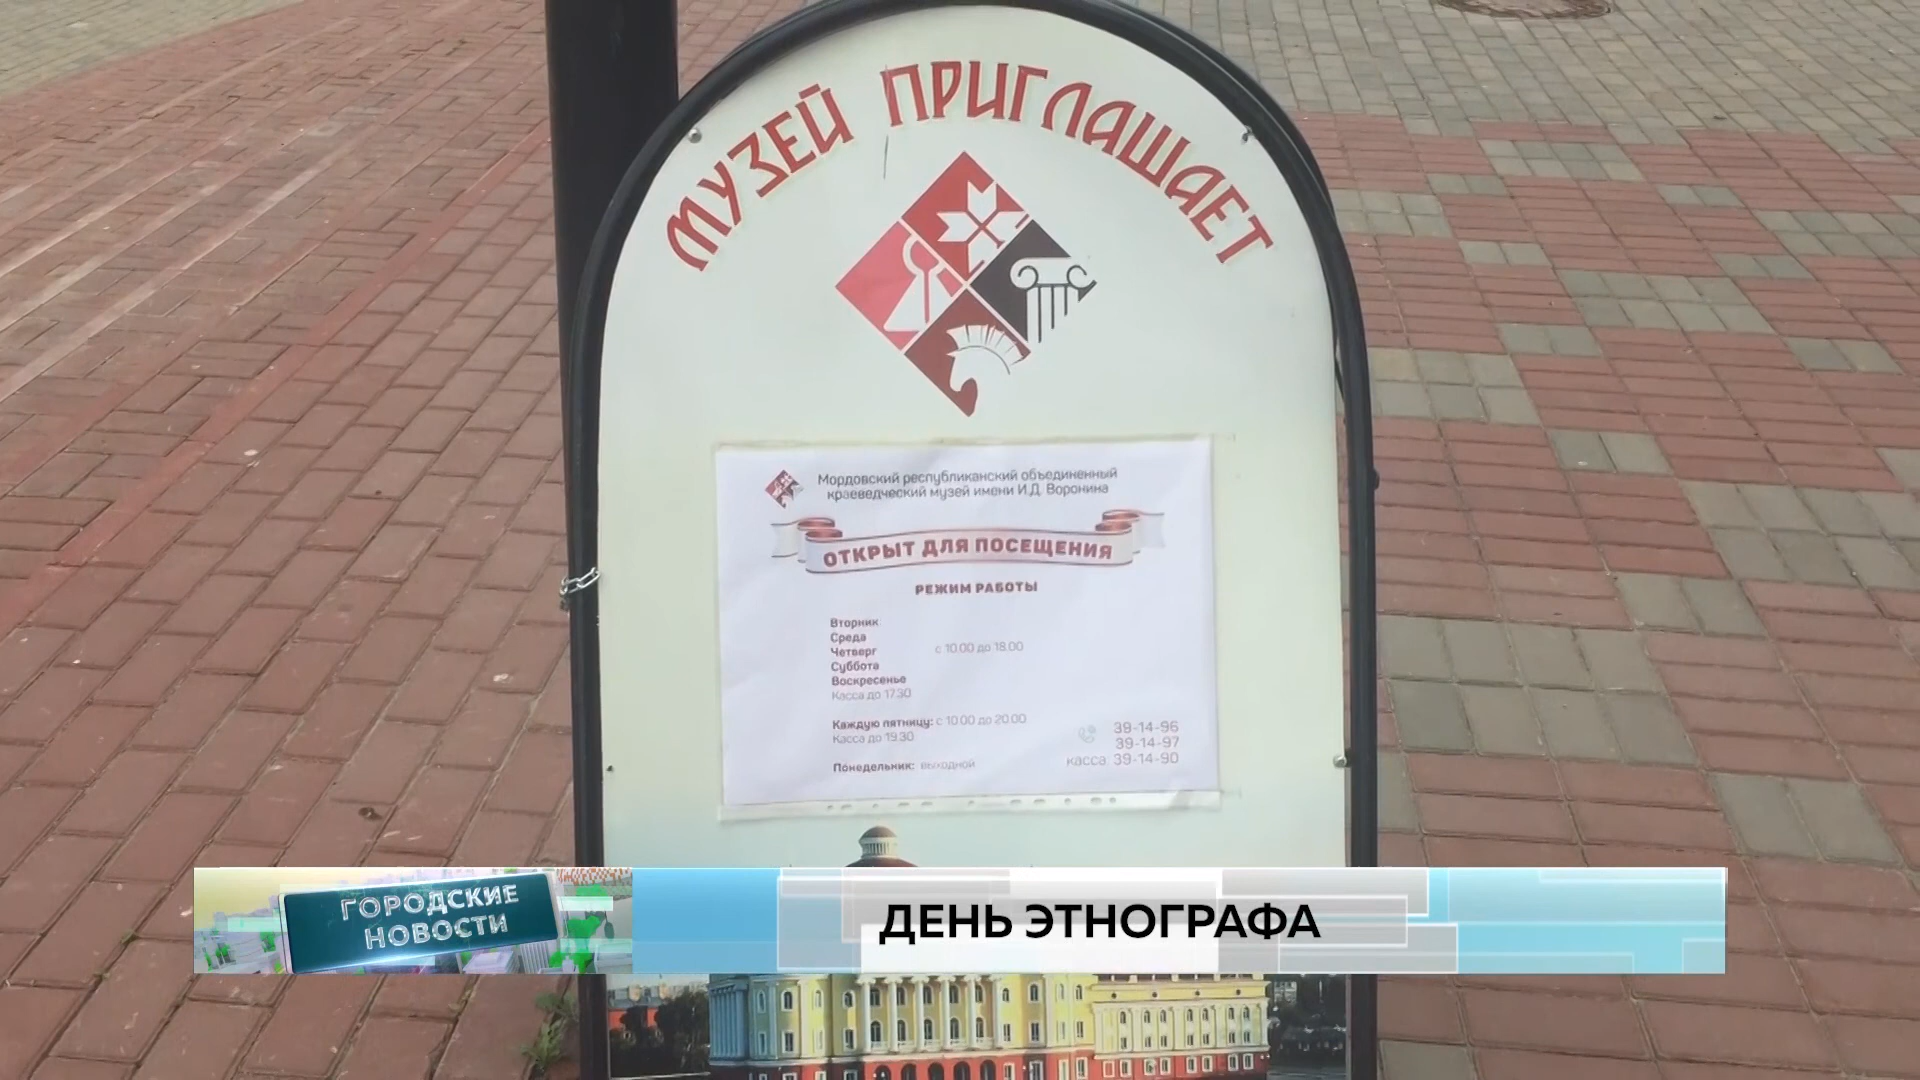 МУЗЕЙ ПРИГЛАШАЕТ
Мордовский республиканский объединенный
краеведческий музей имени И.Д. Воронина
ОТКРЫТ ДЛЯ ПОСЕЩЕНИЯ
РЕЖИМ РАБОТЫ
Вторник
Среда
Четверг с 10.00 до 18.00
Суббота
Воскресенье
Касса до 17.30
Каждую пятницу: с 10.00 до 20.00
Касса до 19.30
Понедельник: выходной
39-14-96
39-14-97
касса 39-14-90
ГОРОДСКИЕ
НОВОСТИ
ДЕНЬ ЭТНОГРАФА